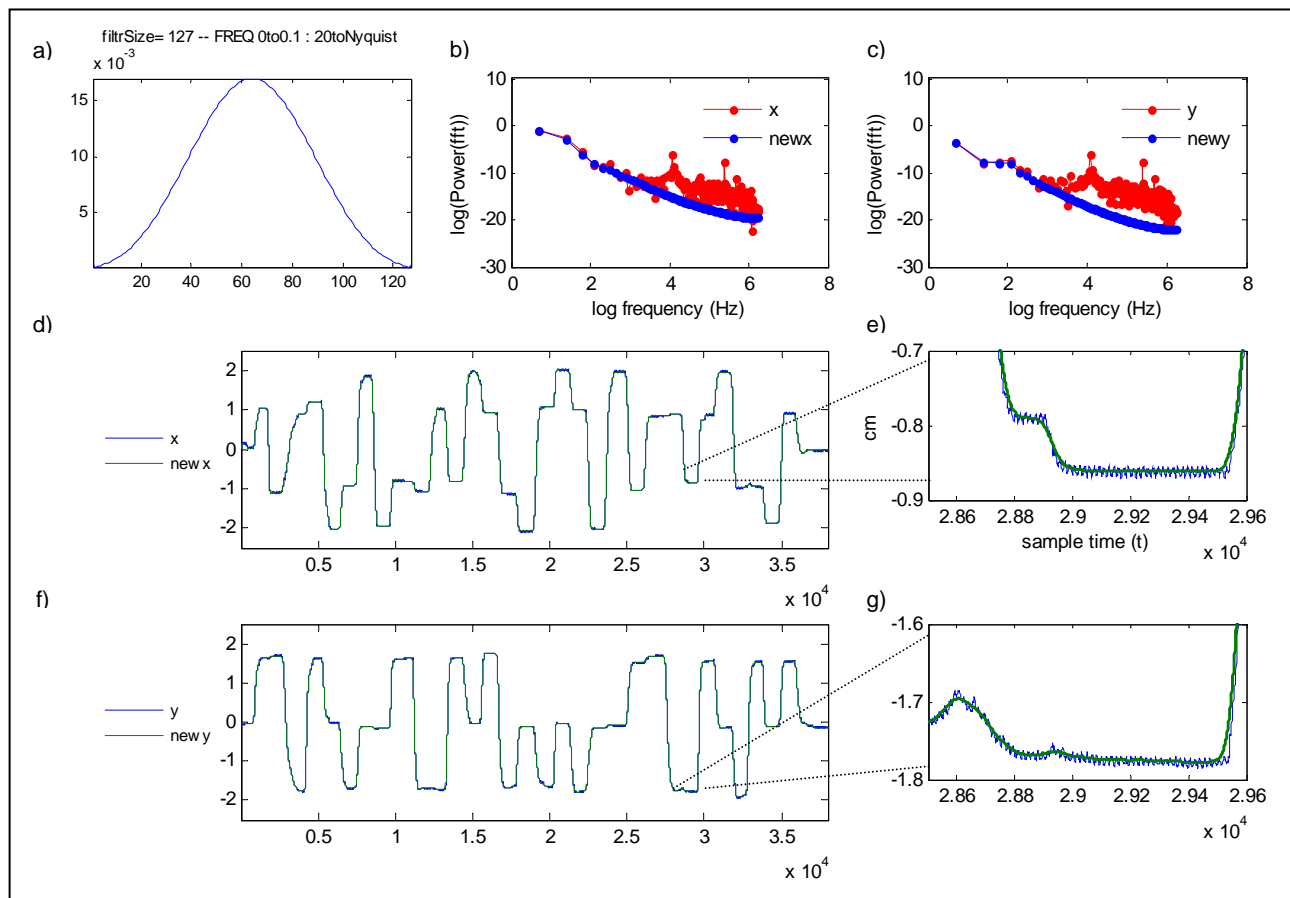 filtrSize= 127 -- FREQ 0to0.1 : 20toNyquist
a)
x 10^-3
15
10
5
20 40 60 80 100 120
b)
10
0
-10
-20
-30
log(Power(fft))
x
newx
0 2 4 6 8
log frequency (Hz)
c)
10
0
-10
-20
-30
log(Power(fft))
y
newy
0 2 4 6 8
log frequency (Hz)
d)
x
new x
2
1
0
-1
-2
0.5 1 1.5 2 2.5 3 3.5
x 10^4
e)
-0.7
-0.8
-0.9
cm
2.86 2.88 2.9 2.92 2.94 2.96
sample time (t)
x 10^4
f)
y
new y
2
1
0
-1
-2
0.5 1 1.5 2 2.5 3 3.5
x 10^4
g)
-1.6
-1.7
-1.8
2.86 2.88 2.9 2.92 2.94 2.96
x 10^4